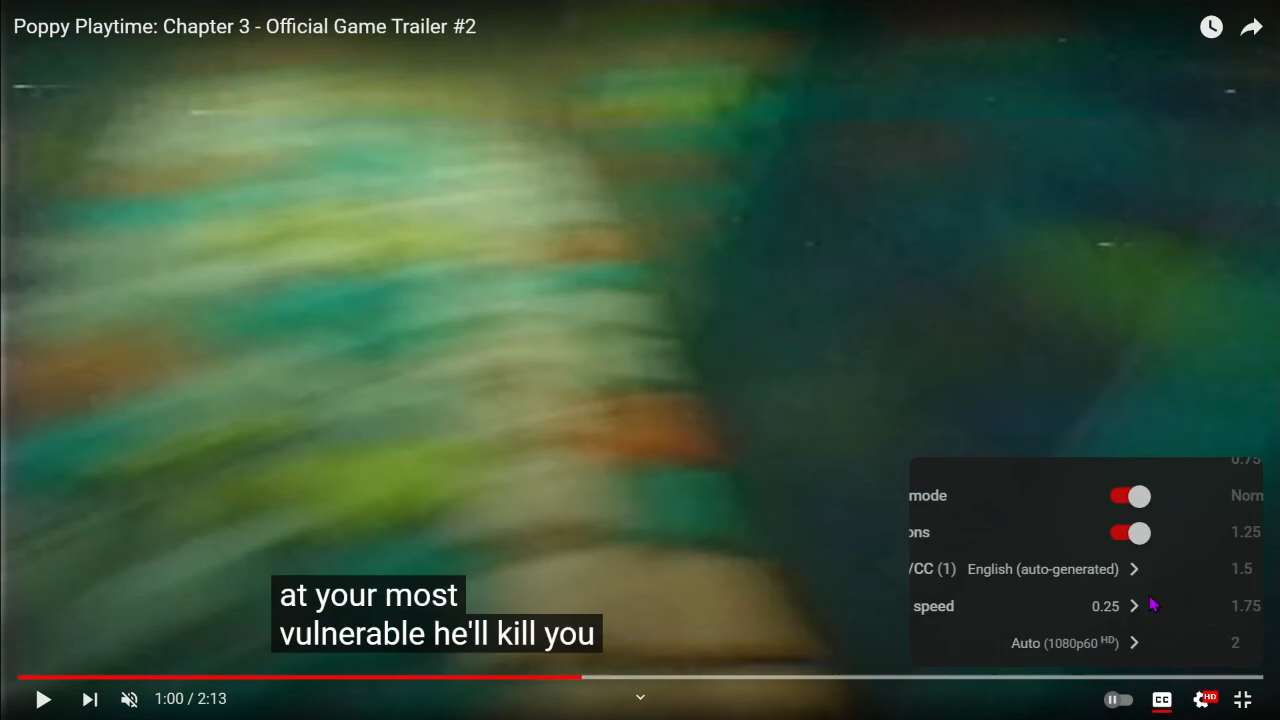 Poppy Playtime: Chapter 3 - Official Game Trailer #2
0.75
mode
Norm
ons
1.25
/CC (1) English (auto-generated)
1.5
speed 0.25
1.75
Auto (1080p60 HD)
2
at your most
vulnerable he'll kill you
1:00 / 2:13
CC
HD